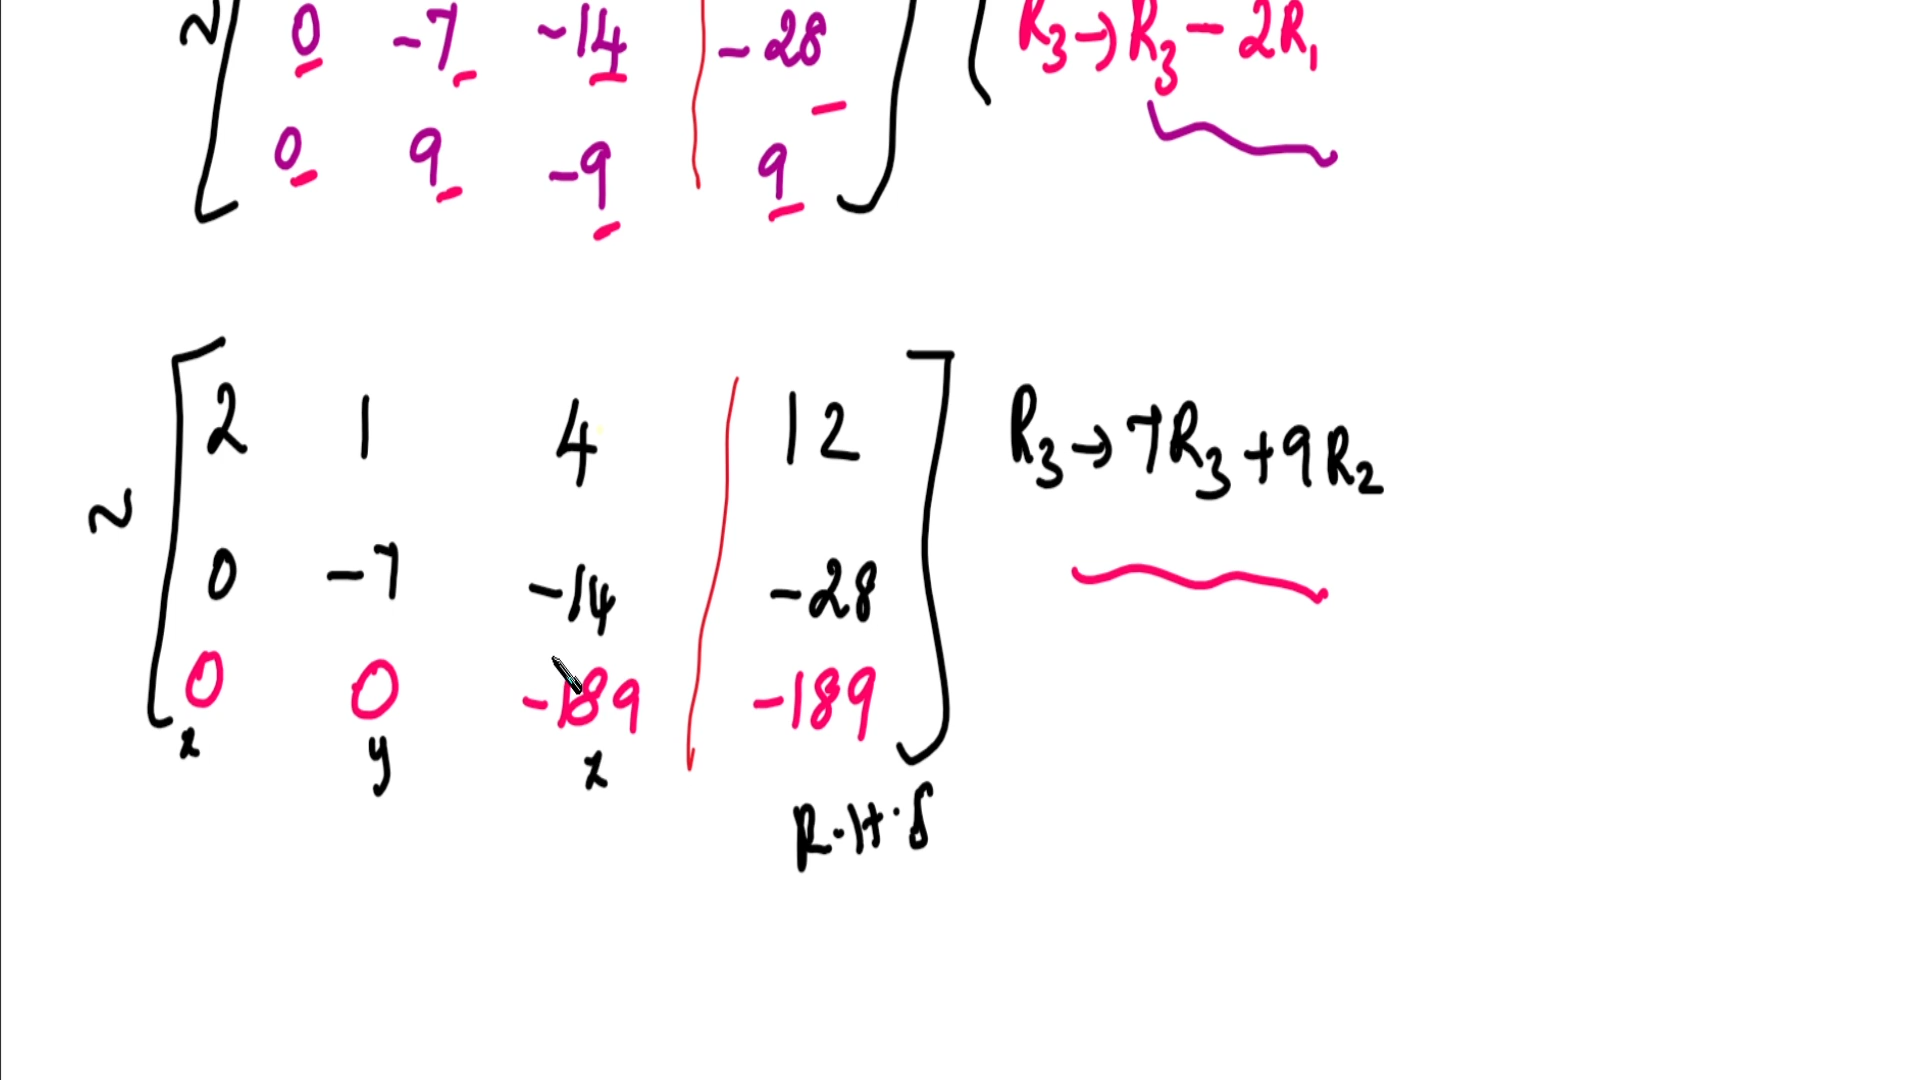 ~ 0 -7 -14 -28 R3→R3-2R1
0 9 -9 9
2 1 4 12 R3→7R3+9R2
~ 0 -7 -14 -28
0 0 -189 -189
x y z R.H.S